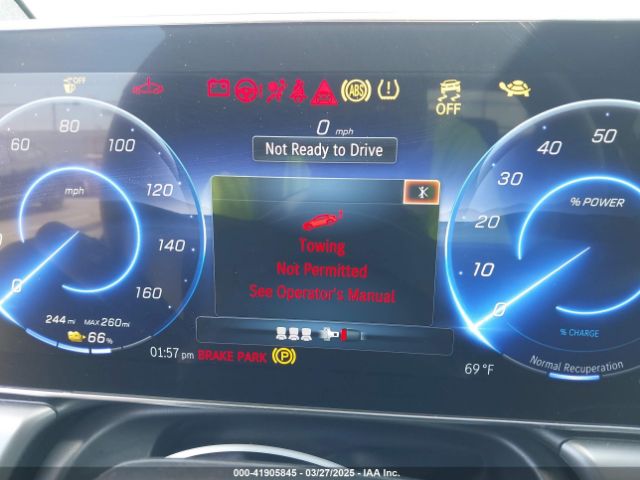 OFF
ABS
OFF
0 mph
Not Ready to Drive
60 80 100 120 140 160
mph
0
244 mi MAX 260 mi
66%
Towing
Not Permitted
See Operator's Manual
50 40 30 20 10 0
% POWER
% CHARGE
Normal Recuperation
01:57 pm BRAKE PARK P
69 °F
00-41905845 | 03/27/2025 | IAA Inc.